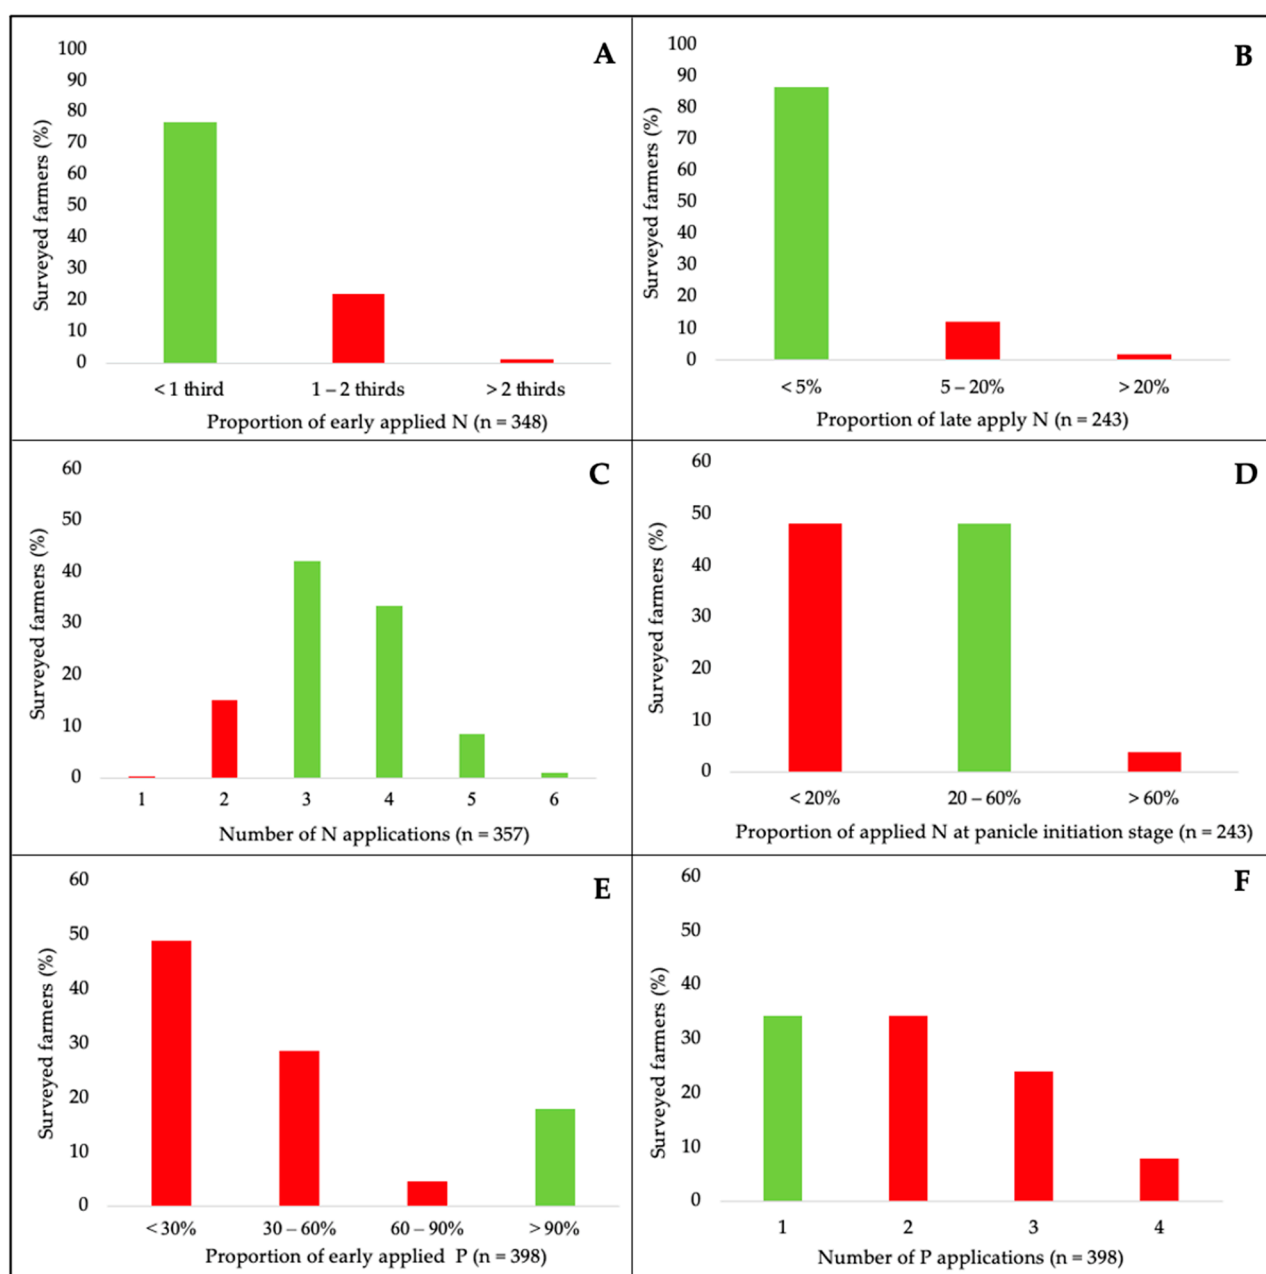 A
Surveyed farmers (%)
100
90
80
70
60
50
40
30
20
10
0
< 1 third 1 – 2 thirds > 2 thirds
Proportion of early applied N (n = 348)
B
Surveyed farmers (%)
100
90
80
70
60
50
40
30
20
10
0
< 5% 5 – 20% > 20%
Proportion of late apply N (n = 243)
C
Surveyed farmers (%)
60
50
40
30
20
10
0
1 2 3 4 5 6
Number of N applications (n = 357)
D
Surveyed farmers (%)
60
50
40
30
20
10
0
< 20% 20 – 60% > 60%
Proportion of applied N at panicle initiation stage (n = 243)
E
Surveyed farmers (%)
60
50
40
30
20
10
0
< 30% 30 – 60% 60 – 90% > 90%
Proportion of early applied P (n = 398)
F
Surveyed farmers (%)
60
50
40
30
20
10
0
1 2 3 4
Number of P applications (n = 398)